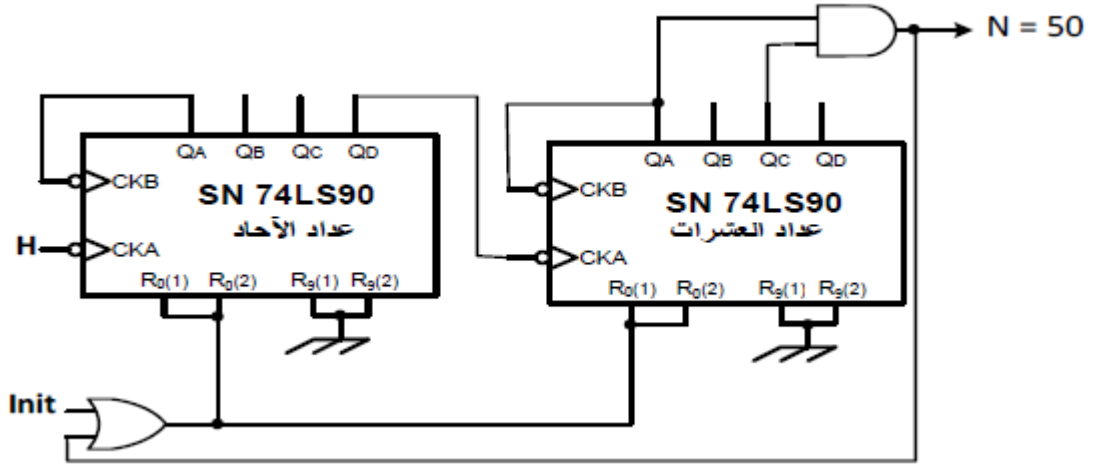 N = 50
QA QB QC QD
CKB
SN 74LS90
عداد الآحاد
H
CKA
R0(1) R0(2) R9(1) R9(2)
QA QB QC QD
CKB
SN 74LS90
عداد العشرات
CKA
R0(1) R0(2) R9(1) R9(2)
Init